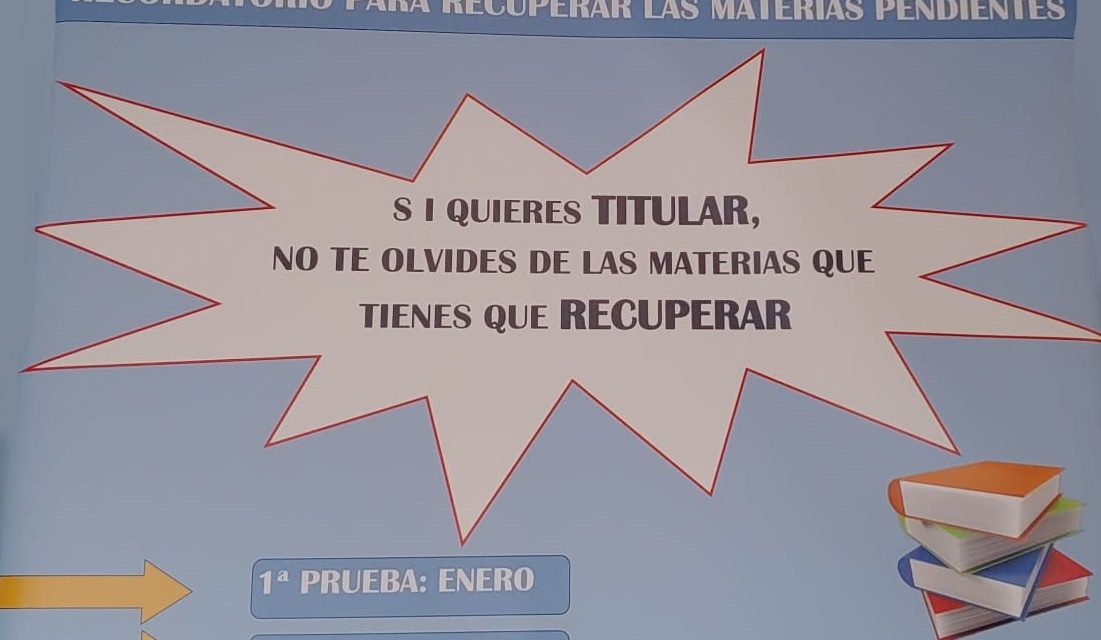 RECORDATORIO PARA RECUPERAR LAS MATERIAS PENDIENTES
S I QUIERES TITULAR,
NO TE OLVIDES DE LAS MATERIAS QUE
TIENES QUE RECUPERAR
1ª PRUEBA: ENERO